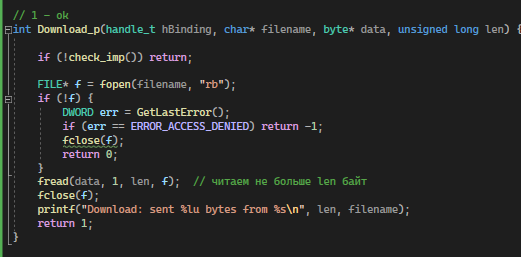 // 1 - ok
int Download_p(handle_t hBinding, char* filename, byte* data, unsigned long len) {
if (!check_imp()) return;
FILE* f = fopen(filename, "rb");
if (!f) {
DWORD err = GetLastError();
if (err == ERROR_ACCESS_DENIED) return -1;
fclose(f);
return 0;
}
fread(data, 1, len, f);  // читаем не больше len байт
fclose(f);
printf("Download: sent %lu bytes from %s\n", len, filename);
return 1;
}